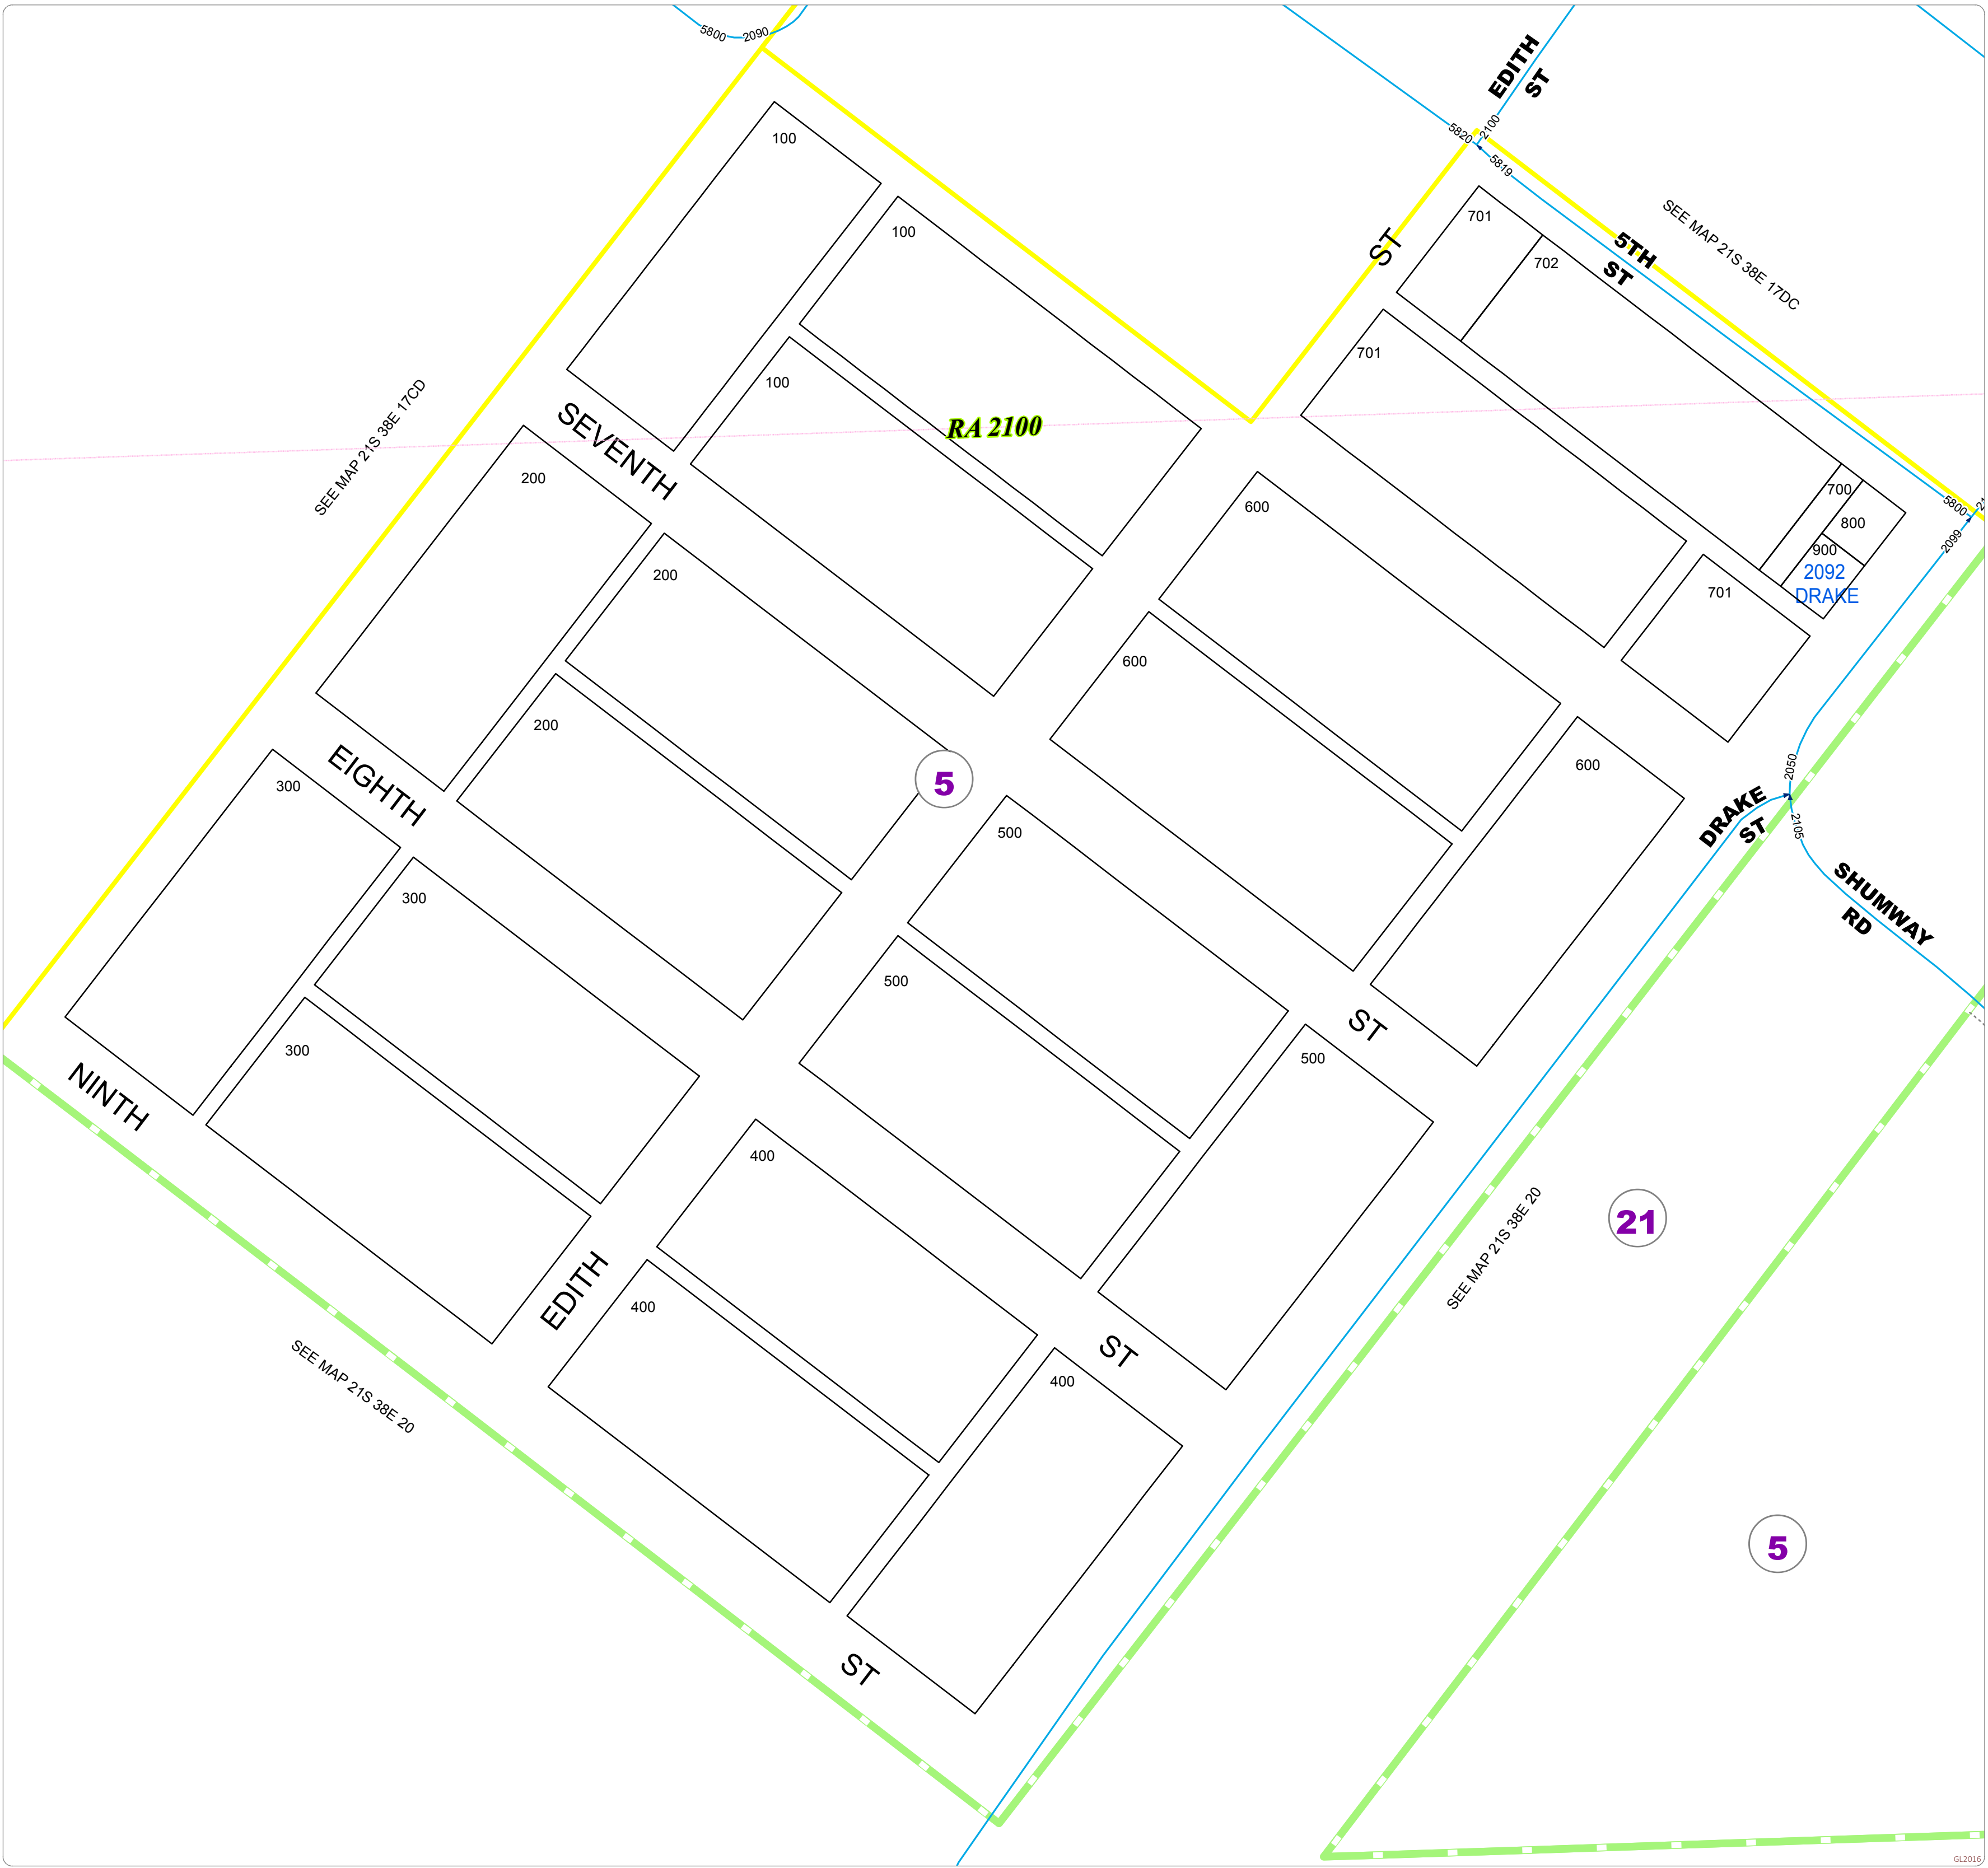 5800
2090
EDITH
ST
5820
2100
5819
100
100
100
SEE MAP 21S 38E 17CD
SEVENTH
RA 2100
ST
701
702
5TH
ST
SEE MAP 21S 38E 17DC
701
700
800
900
2092
DRAKE
701
5800
2099
200
200
200
600
600
600
5
EIGHTH
300
300
300
500
500
500
ST
2050
DRAKE
ST
2105
SHUMWAY
RD
NINTH
EDITH
400
400
400
ST
ST
SEE MAP 21S 38E 20
SEE MAP 21S 38E 20
21
5
GL2016